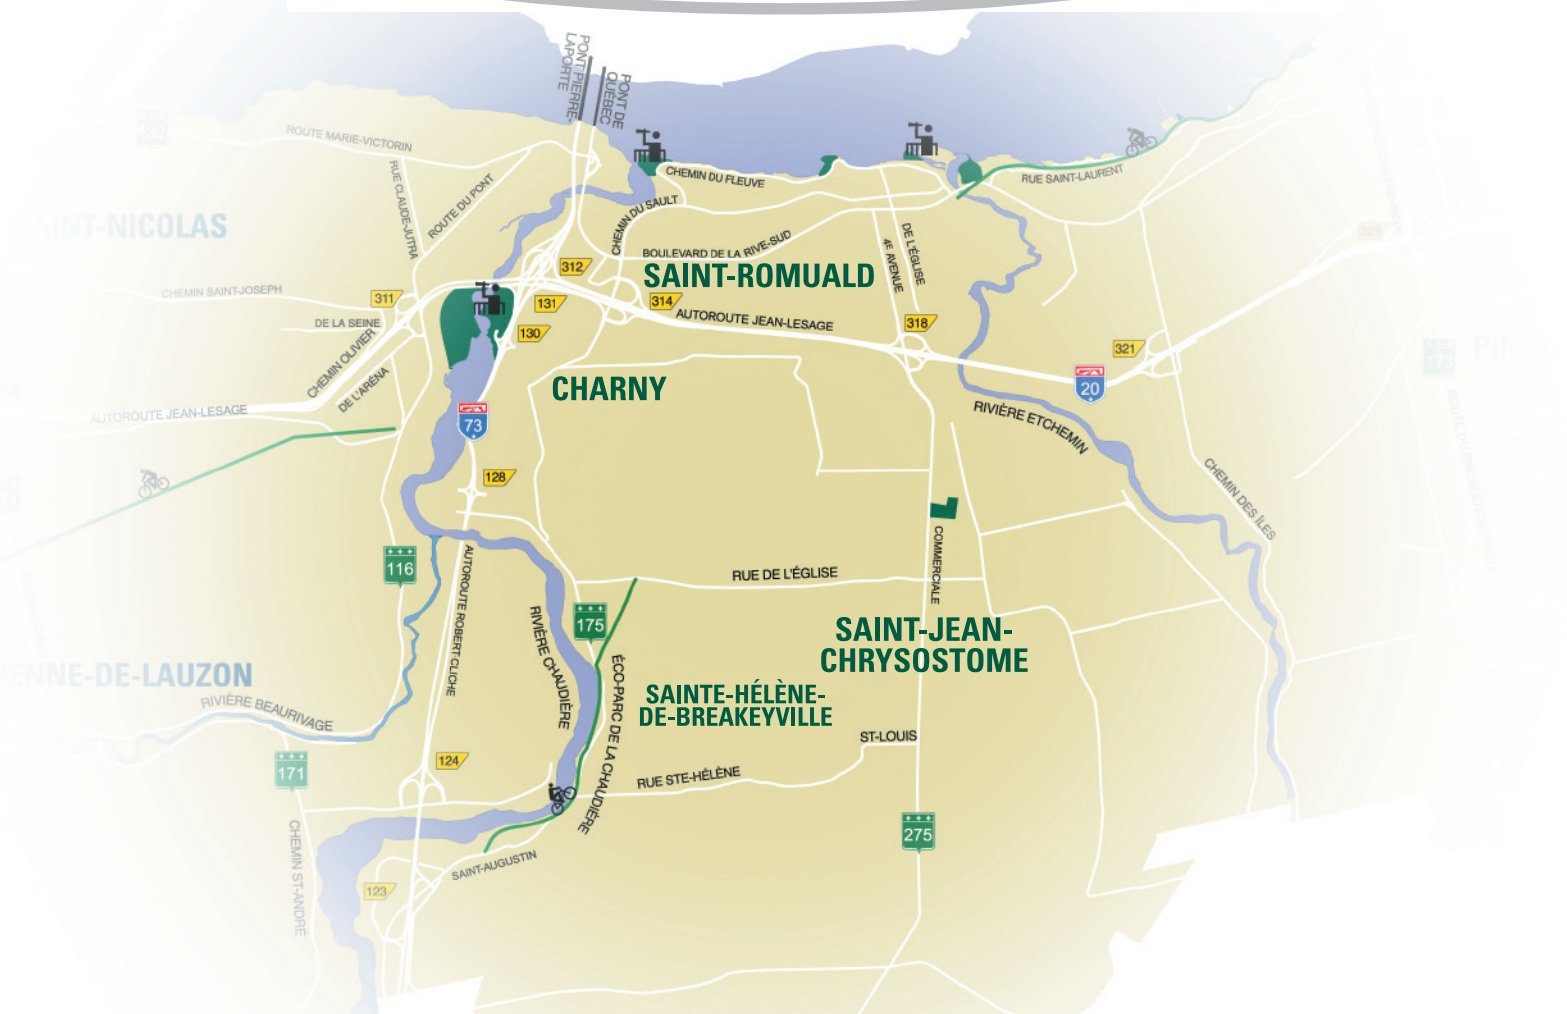 PONT PIERRE-
LAPORTE
PONT DE
QUÉBEC
ROUTE MARIE-VICTORIN
RUE CLAUDE-JUTRA
ROUTE DU PONT
CHEMIN DU FLEUVE
CHEMIN DU SAULT
RUE SAINT-LAURENT
AINT-NICOLAS
BOULEVARD DE LA RIVE-SUD
DE L'ÉGLISE
4E AVENUE
312
SAINT-ROMUALD
CHEMIN SAINT-JOSEPH
311
131
314
AUTOROUTE JEAN-LESAGE
318
DE LA SEINE
130
321
CHEMIN OLIVIER
DE L'ARÉNA
20
CHARNY
AUTOROUTE JEAN-LESAGE
73
RIVIÈRE ETCHEMIN
128
CHEMIN DES ÎLES
116
AUTOROUTE ROBERT-CLICHE
COMMERCIALE
RUE DE L'ÉGLISE
175
RIVIÈRE CHAUDIÈRE
SAINT-JEAN-
CHRYSOSTOME
ÉCO-PARC DE LA CHAUDIÈRE
IENNE-DE-LAUZON
RIVIÈRE BEAURIVAGE
SAINTE-HÉLÈNE-
DE-BREAKEYVILLE
ST-LOUIS
171
124
RUE STE-HÉLÈNE
275
CHEMIN ST-ANDRÉ
SAINT-AUGUSTIN
123